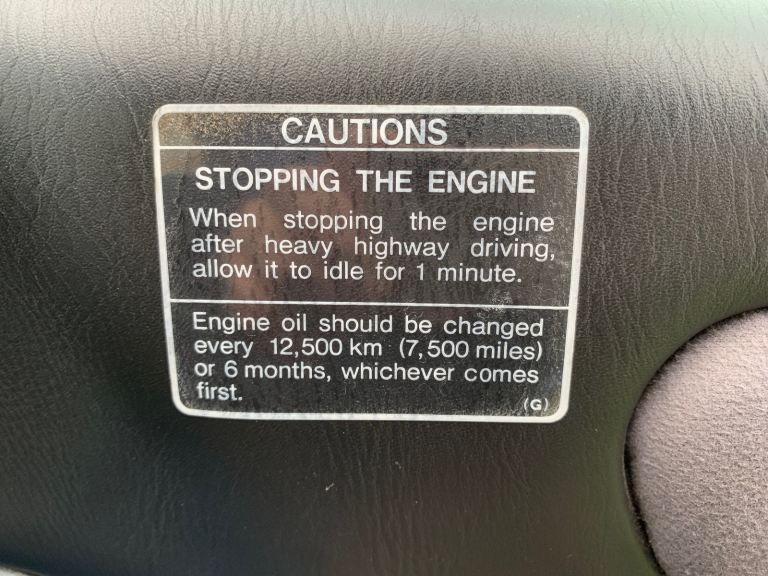 CAUTIONS
STOPPING THE ENGINE
When stopping the engine
after heavy highway driving,
allow it to idle for 1 minute.
Engine oil should be changed
every 12,500 km (7,500 miles)
or 6 months, whichever comes
first.
(G)